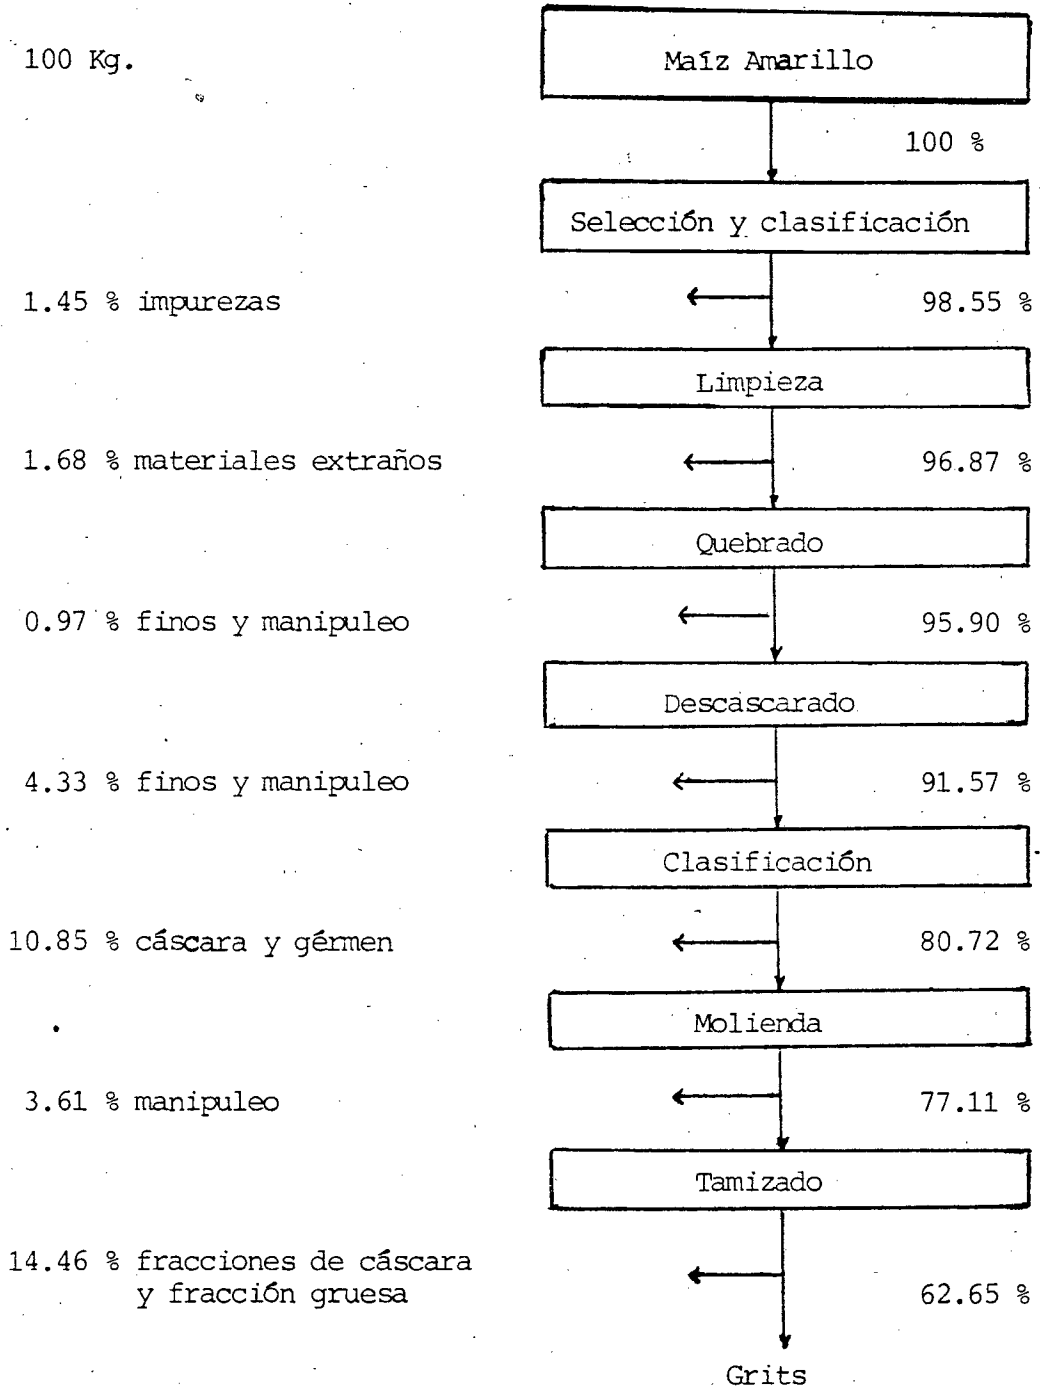 100 Kg.
Maíz Amarillo
100 %
Selección y clasificación
1.45 % impurezas
98.55 %
Limpieza
1.68 % materiales extraños
96.87 %
Quebrado
0.97 % finos y manipuleo
95.90 %
Descascarado
4.33 % finos y manipuleo
91.57 %
Clasificación
10.85 % cáscara y gérmen
80.72 %
Molienda
3.61 % manipuleo
77.11 %
Tamizado
14.46 % fracciones de cáscara
y fracción gruesa
62.65 %
Grits